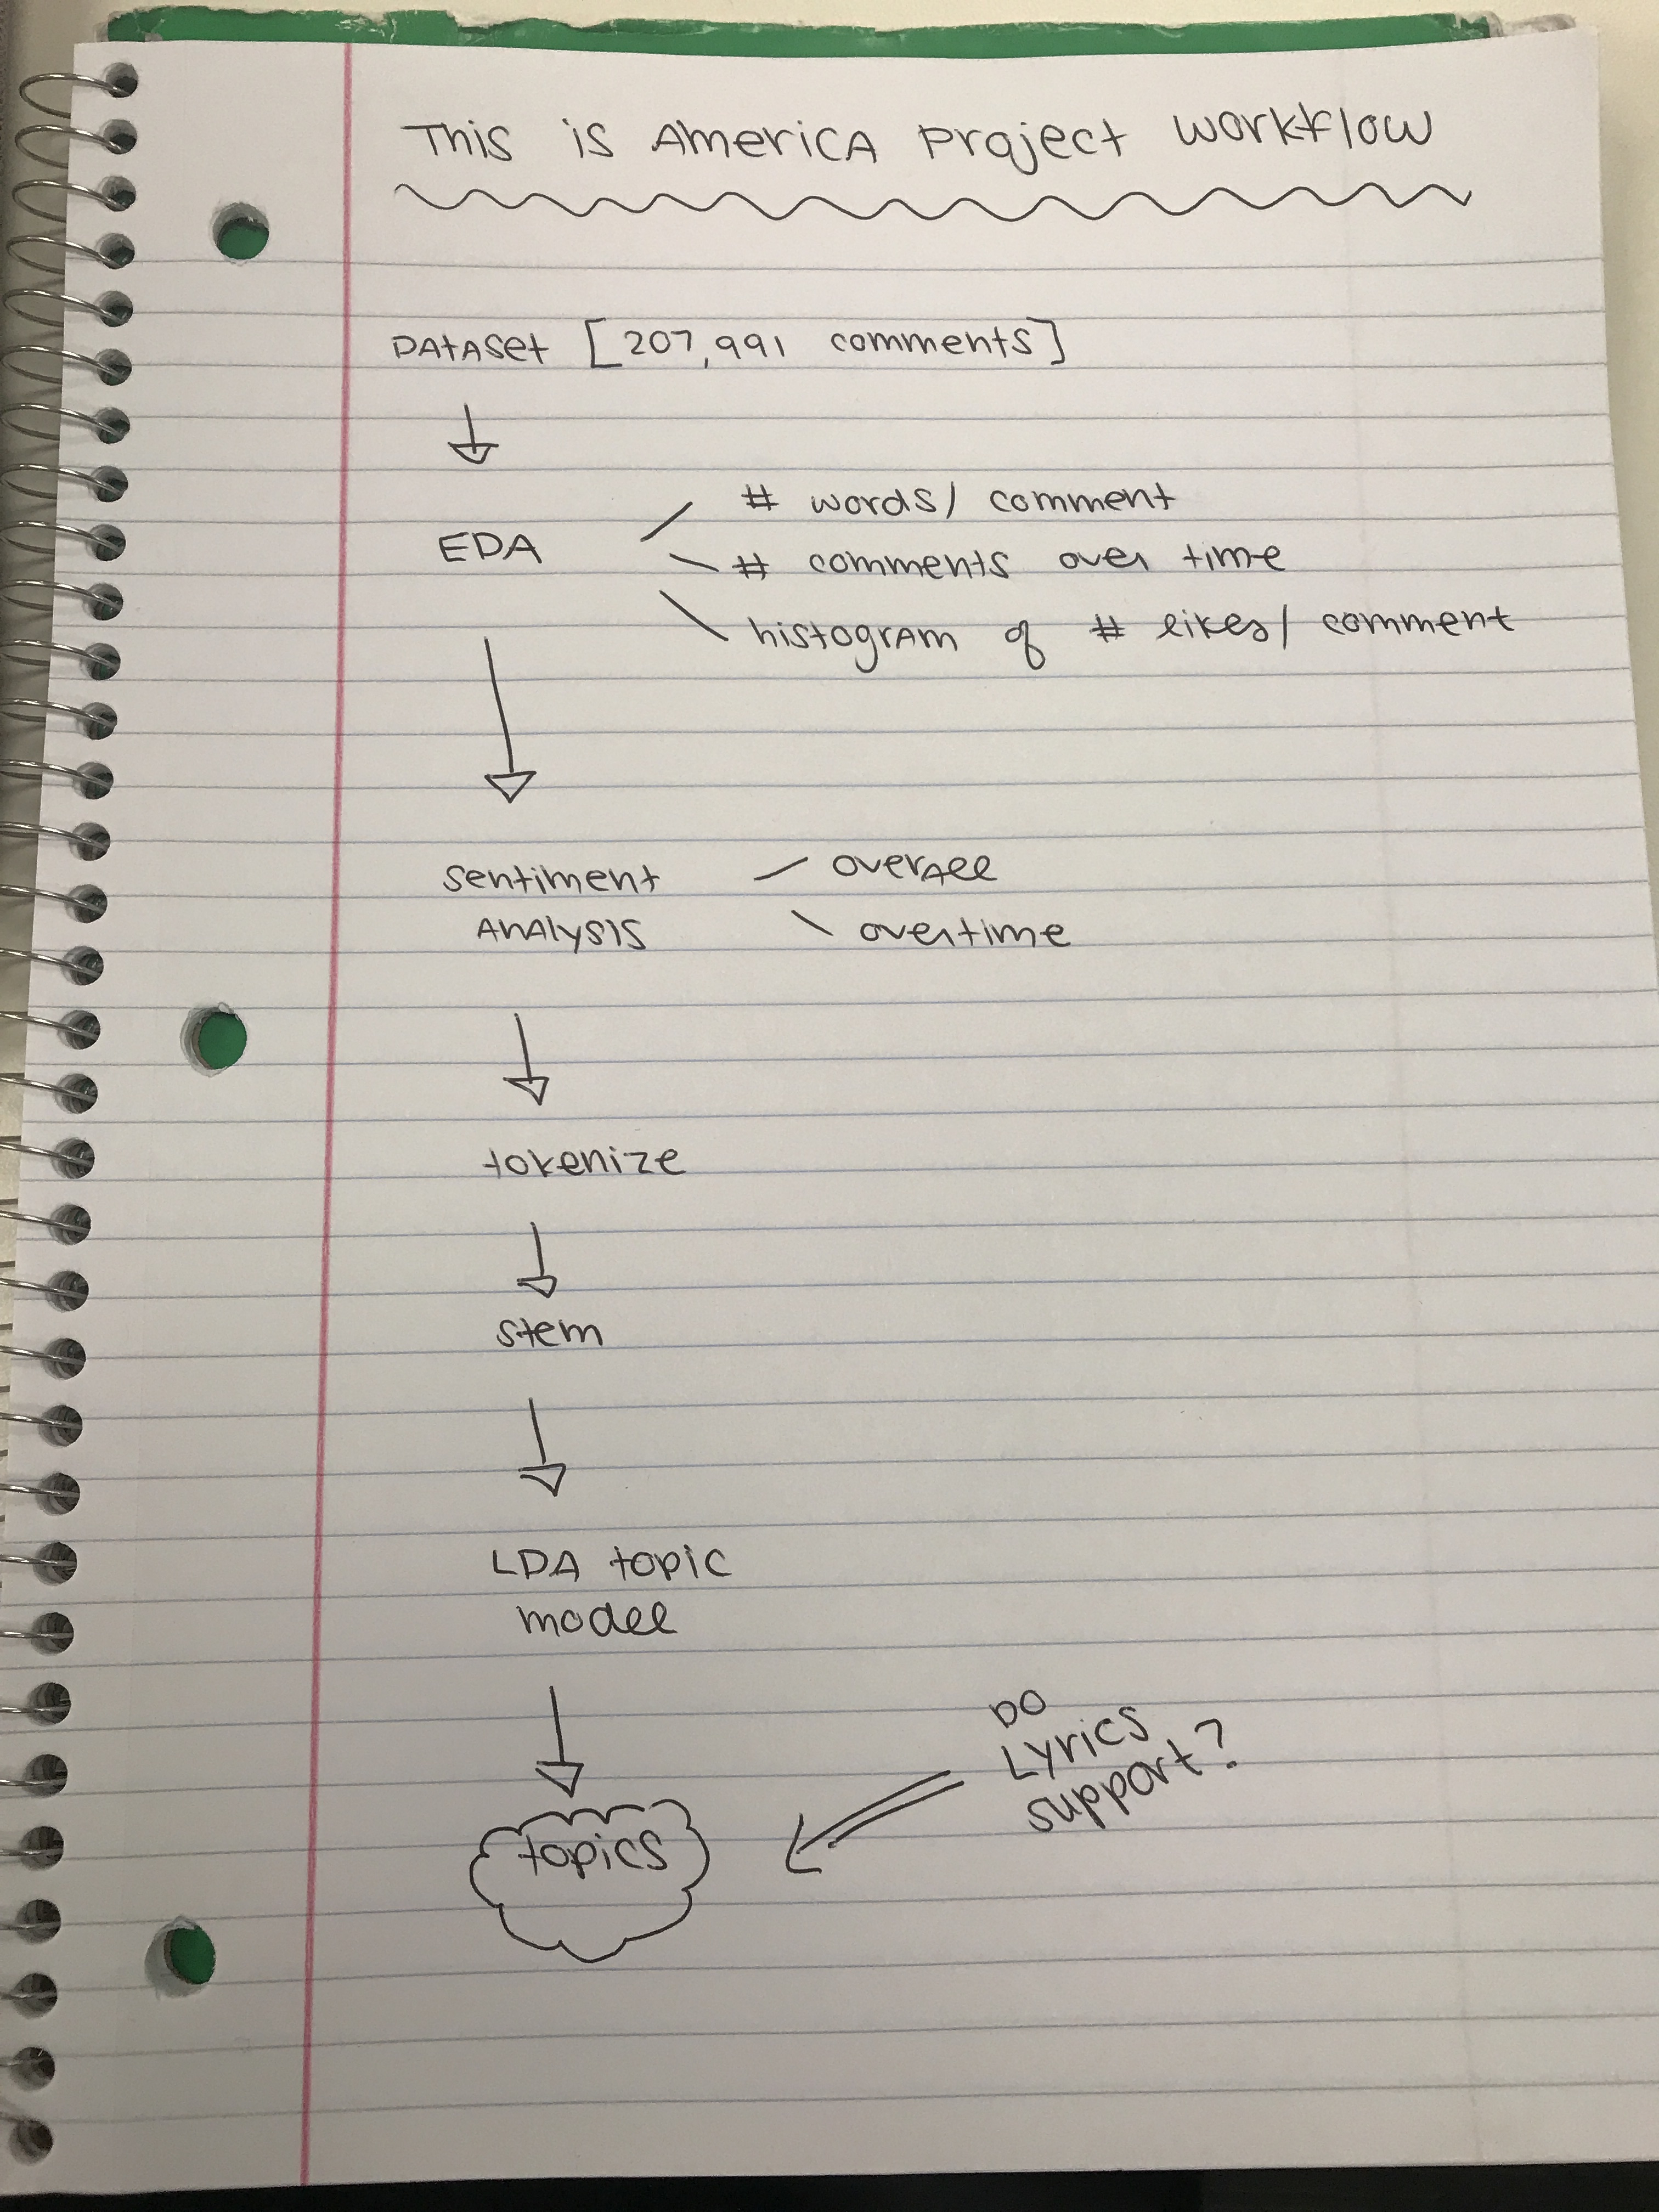 This is America Project Workflow
Dataset [207,991 comments]
EDA
# words/ comment
# comments over time
histogram of # likes/ comment
sentiment
Analysis
overall
overtime
tokenize
stem
LDA topic
model
topics
Do
Lyrics
support?